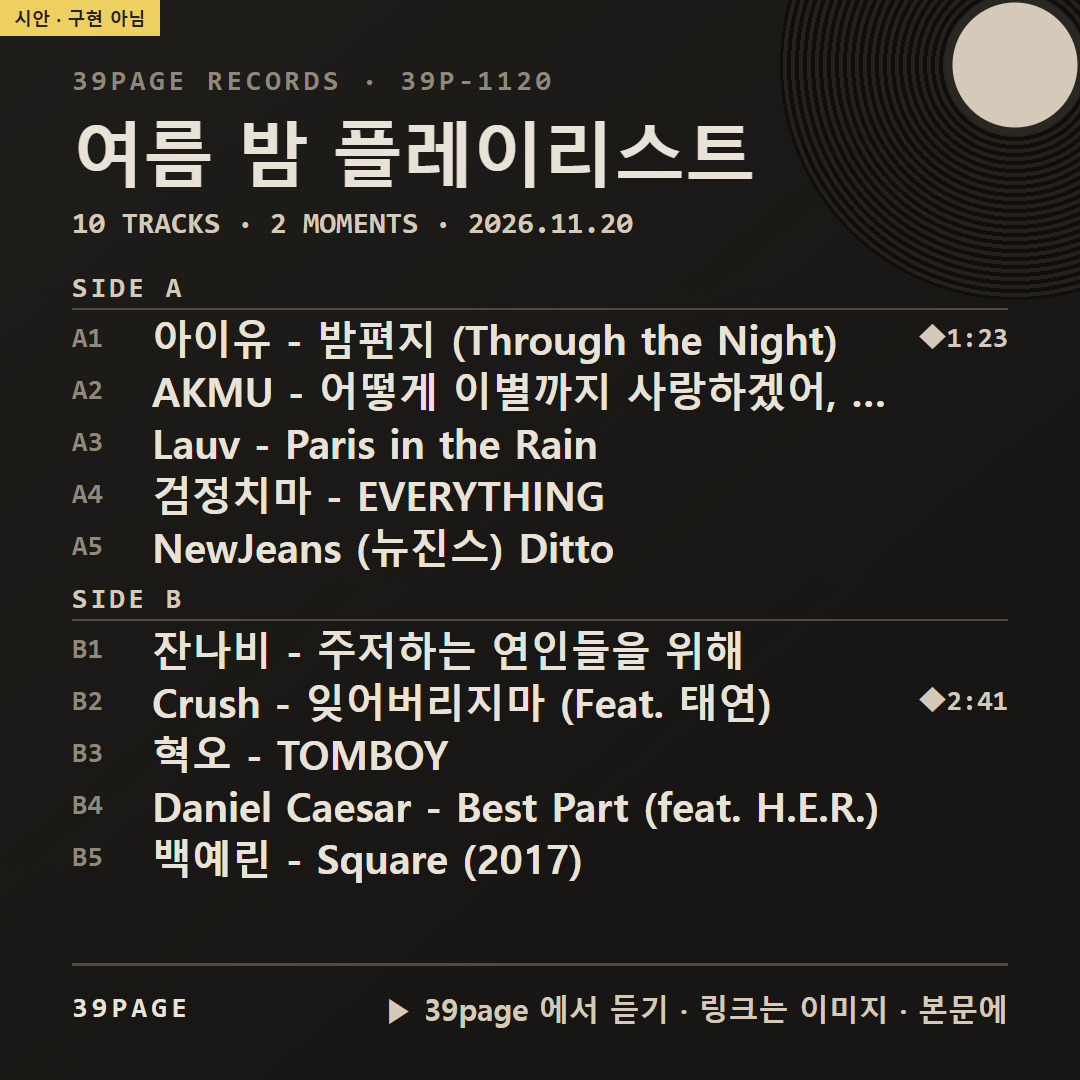 시안 · 구현 아님
39PAGE RECORDS · 39P-1120
여름 밤 플레이리스트
10 TRACKS · 2 MOMENTS · 2026.11.20
SIDE A
A1 아이유 - 밤편지 (Through the Night) ◆1:23
A2 AKMU - 어떻게 이별까지 사랑하겠어, ...
A3 Lauv - Paris in the Rain
A4 검정치마 - EVERYTHING
A5 NewJeans (뉴진스) Ditto
SIDE B
B1 잔나비 - 주저하는 연인들을 위해
B2 Crush - 잊어버리지마 (Feat. 태연) ◆2:41
B3 혁오 - TOMBOY
B4 Daniel Caesar - Best Part (feat. H.E.R.)
B5 백예린 - Square (2017)
39PAGE ▶ 39page 에서 듣기 · 링크는 이미지 · 본문에